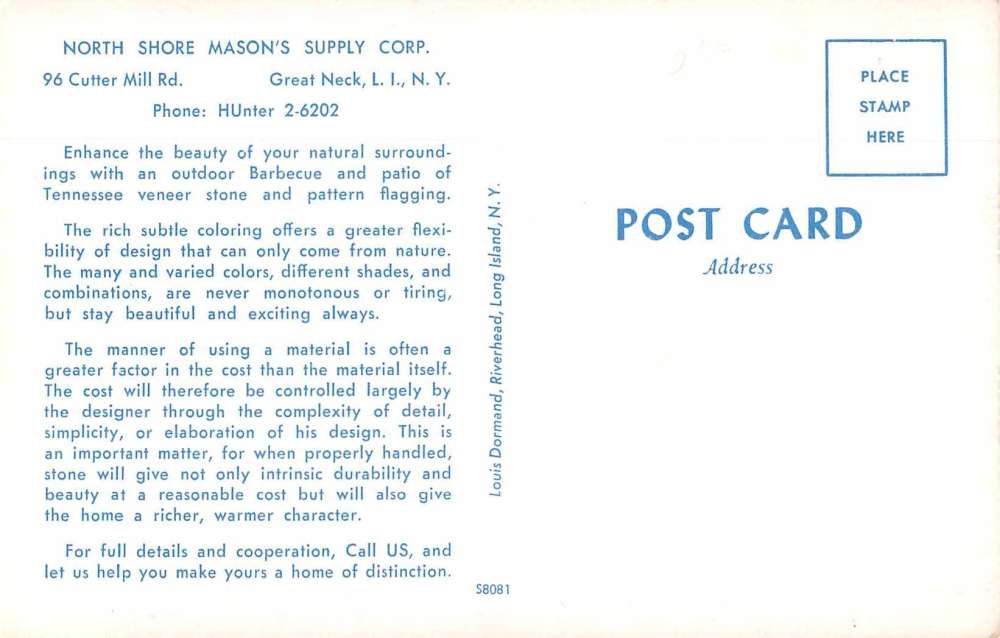 NORTH SHORE MASON'S SUPPLY CORP.
96 Cutter Mill Rd. Great Neck, L. I., N. Y.
Phone: HUnter 2-6202
Enhance the beauty of your natural surround-
ings with an outdoor Barbecue and patio of
Tennessee veneer stone and pattern flagging.
The rich subtle coloring offers a greater flexi-
bility of design that can only come from nature.
The many and varied colors, different shades, and
combinations, are never monotonous or tiring,
but stay beautiful and exciting always.
The manner of using a material is often a
greater factor in the cost than the material itself.
The cost will therefore be controlled largely by
the designer through the complexity of detail,
simplicity, or elaboration of his design. This is
an important matter, for when properly handled,
stone will give not only intrinsic durability and
beauty at a reasonable cost but will also give
the home a richer, warmer character.
For full details and cooperation, Call US, and
let us help you make yours a home of distinction.
Louis Dormand, Riverhead, Long Island, N. Y.
S8081
PLACE
STAMP
HERE
POST CARD
Address